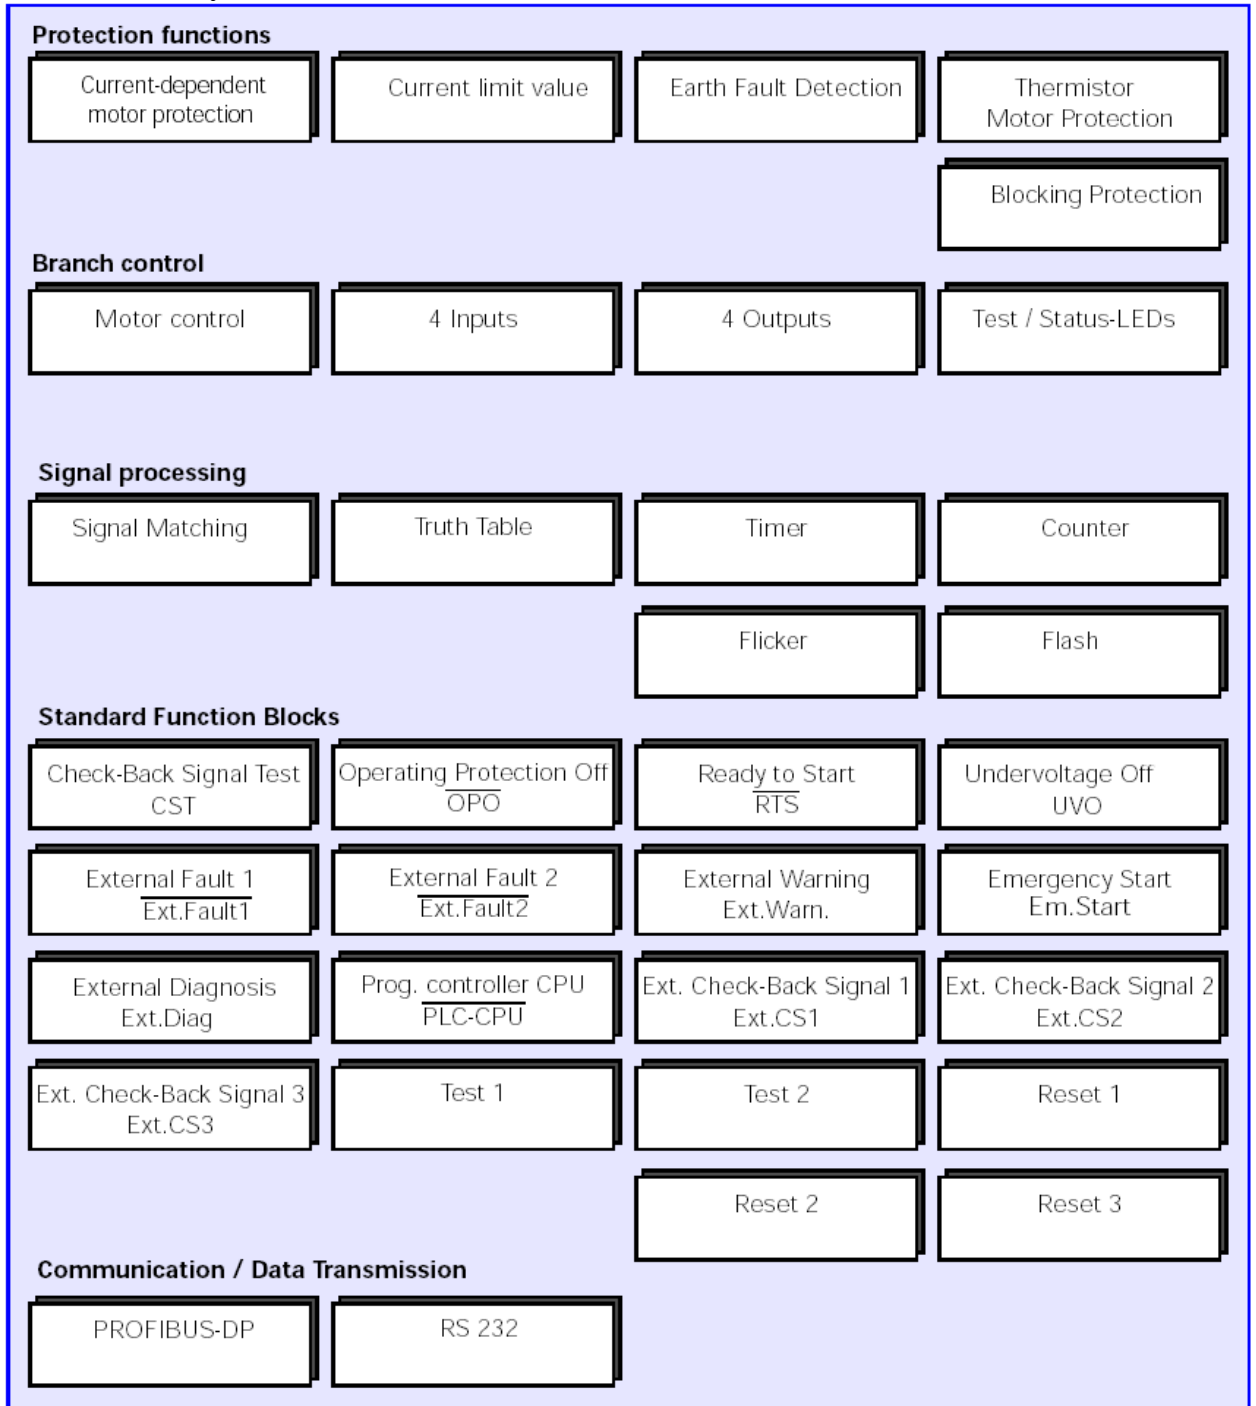 Protection functions
Current-dependent
motor protection
Current limit value
Earth Fault Detection
Thermistor
Motor Protection
Blocking Protection
Branch control
Motor control
4 Inputs
4 Outputs
Test / Status-LEDs
Signal processing
Signal Matching
Truth Table
Timer
Counter
Flicker
Flash
Standard Function Blocks
Check-Back Signal Test
CST
Operating Protection Off
OPO
Ready to Start
RTS
Undervoltage Off
UVO
External Fault 1
Ext.Fault1
External Fault 2
Ext.Fault2
External Warning
Ext.Warn.
Emergency Start
Em.Start
External Diagnosis
Ext.Diag
Prog. controller CPU
PLC-CPU
Ext. Check-Back Signal 1
Ext.CS1
Ext. Check-Back Signal 2
Ext.CS2
Ext. Check-Back Signal 3
Ext.CS3
Test 1
Test 2
Reset 1
Reset 2
Reset 3
Communication / Data Transmission
PROFIBUS-DP
RS 232